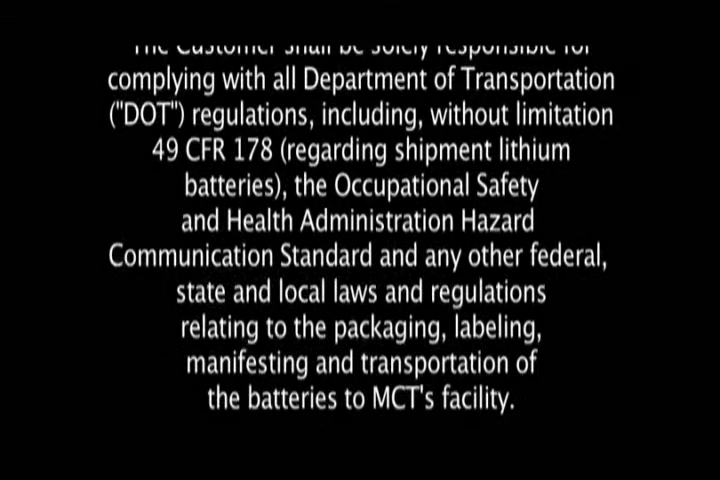 The Customer shall be solely responsible for
complying with all Department of Transportation
("DOT") regulations, including, without limitation
49 CFR 178 (regarding shipment lithium
batteries), the Occupational Safety
and Health Administration Hazard
Communication Standard and any other federal,
state and local laws and regulations
relating to the packaging, labeling,
manifesting and transportation of
the batteries to MCT's facility.